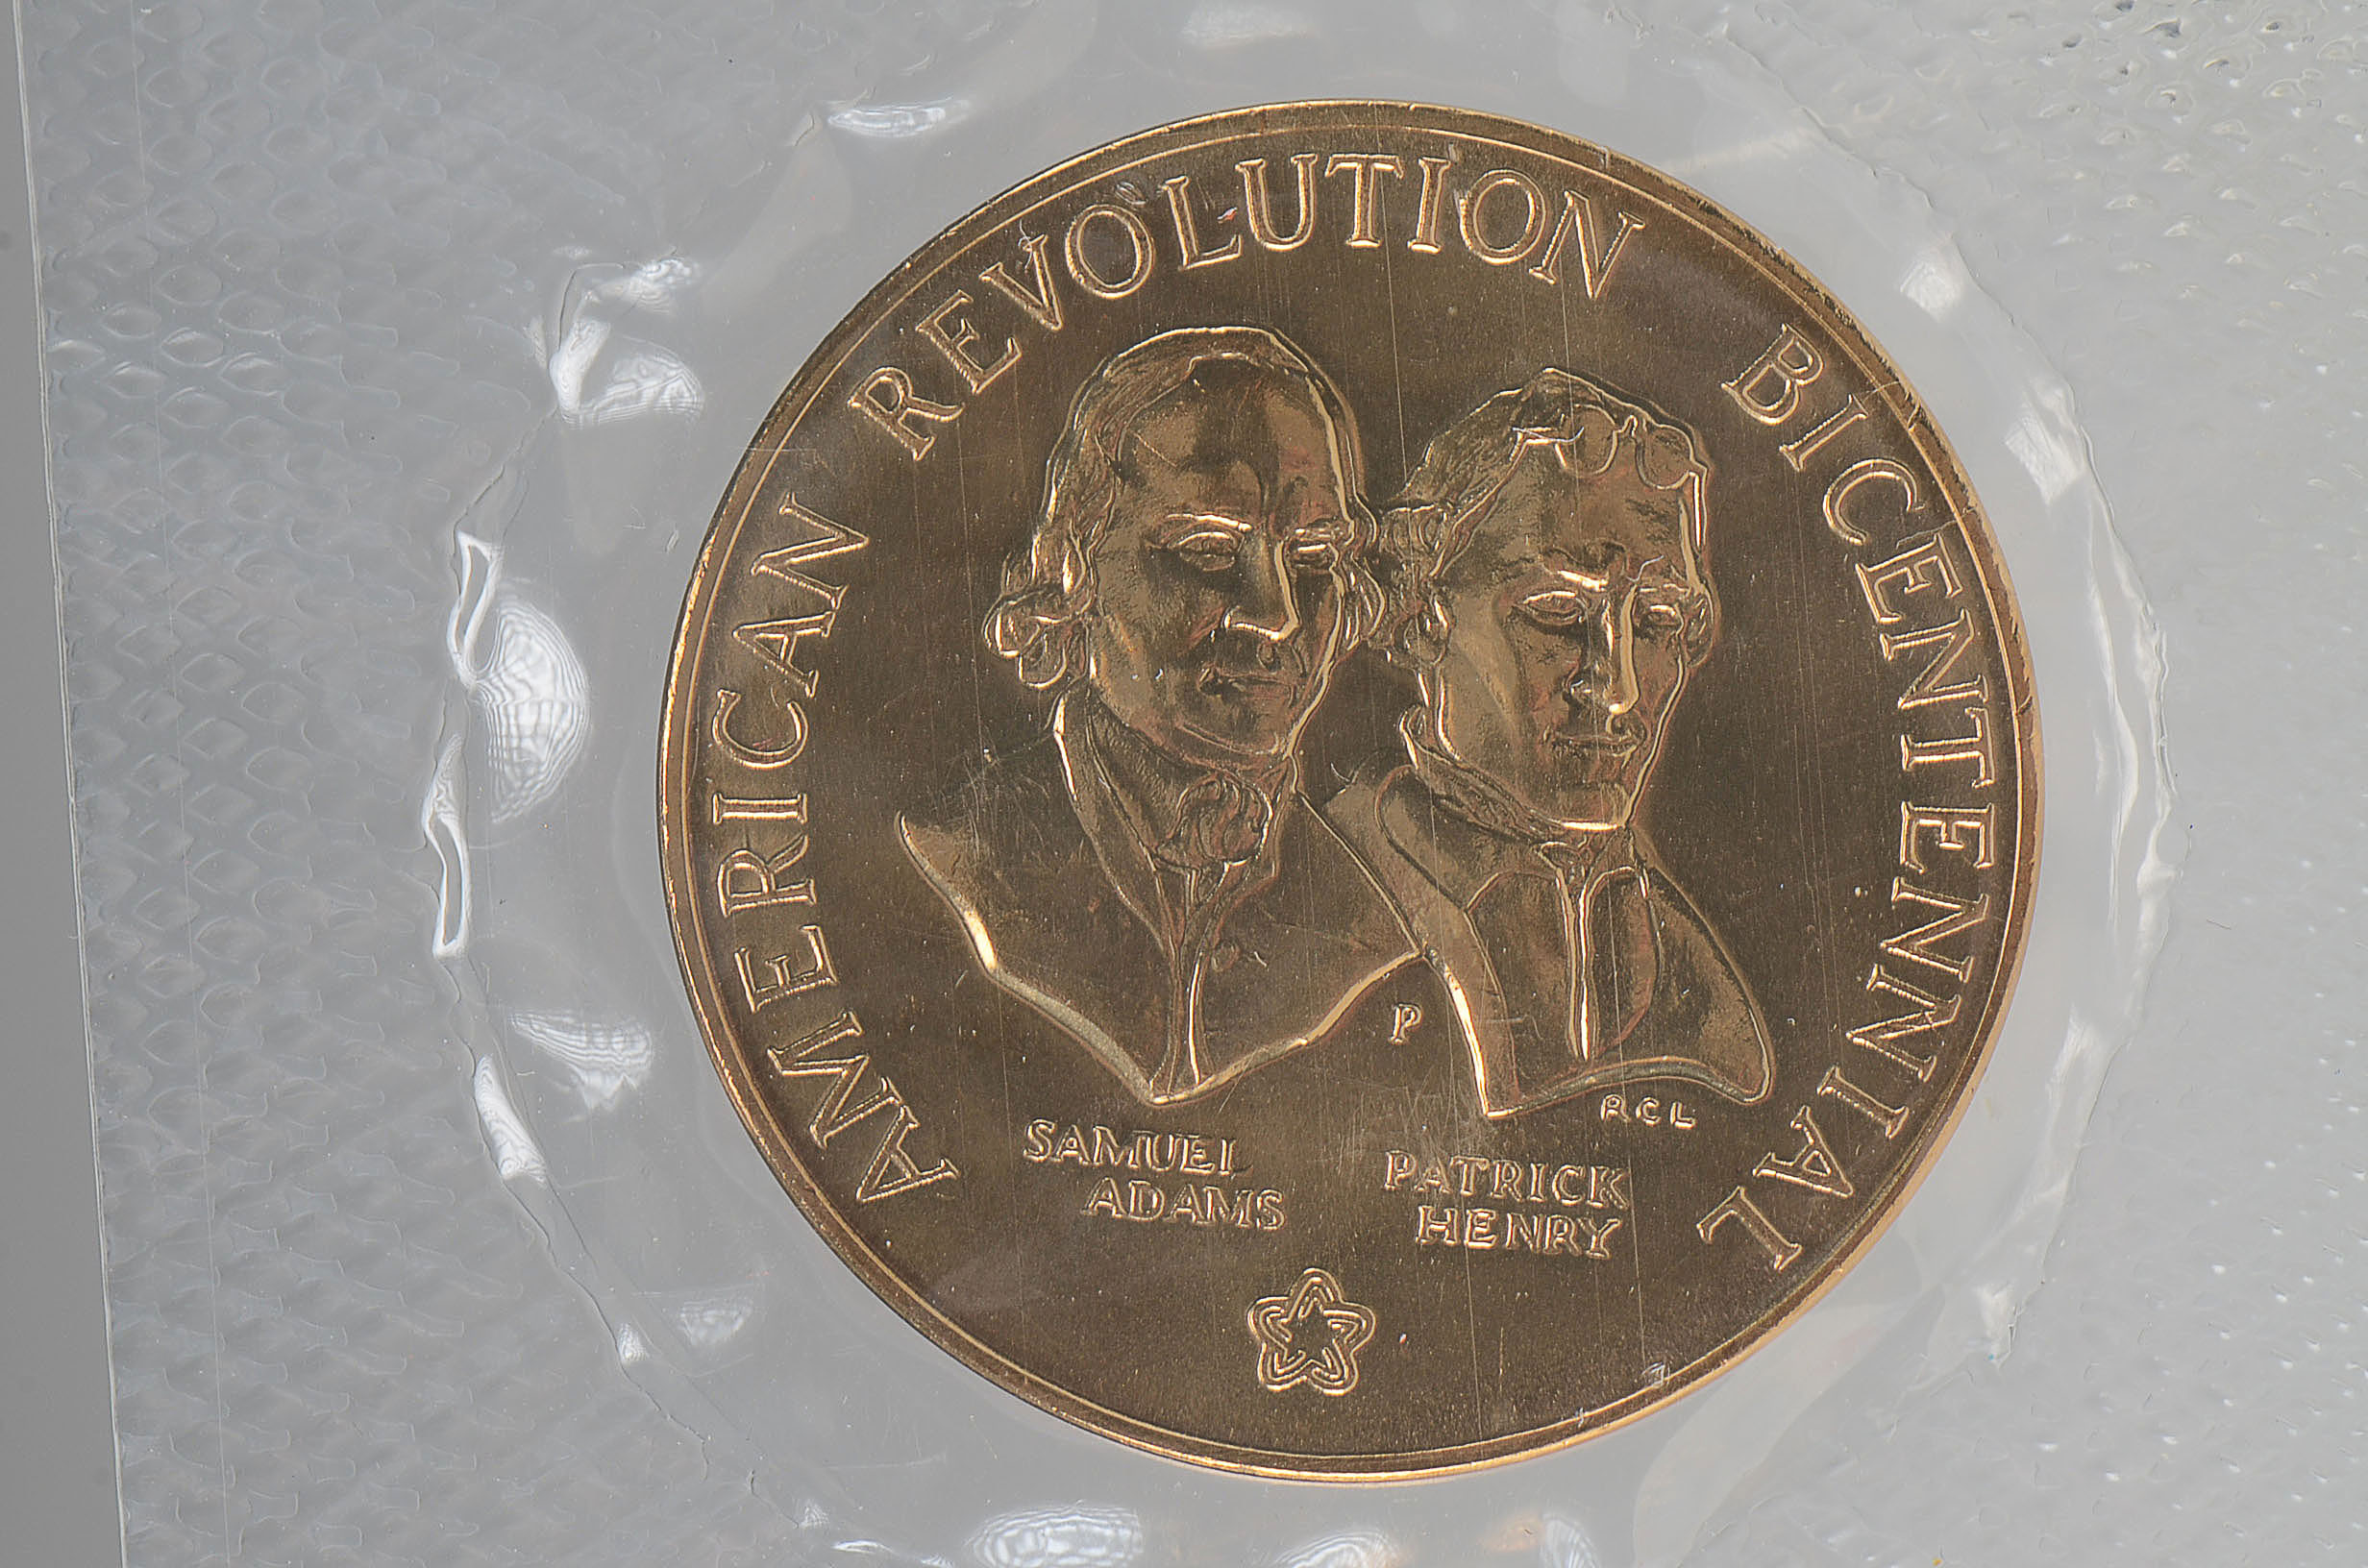 AMERICAN REVOLUTION BICENTENNIAL
P
RCL
SAMUEL
ADAMS
PATRICK
HENRY